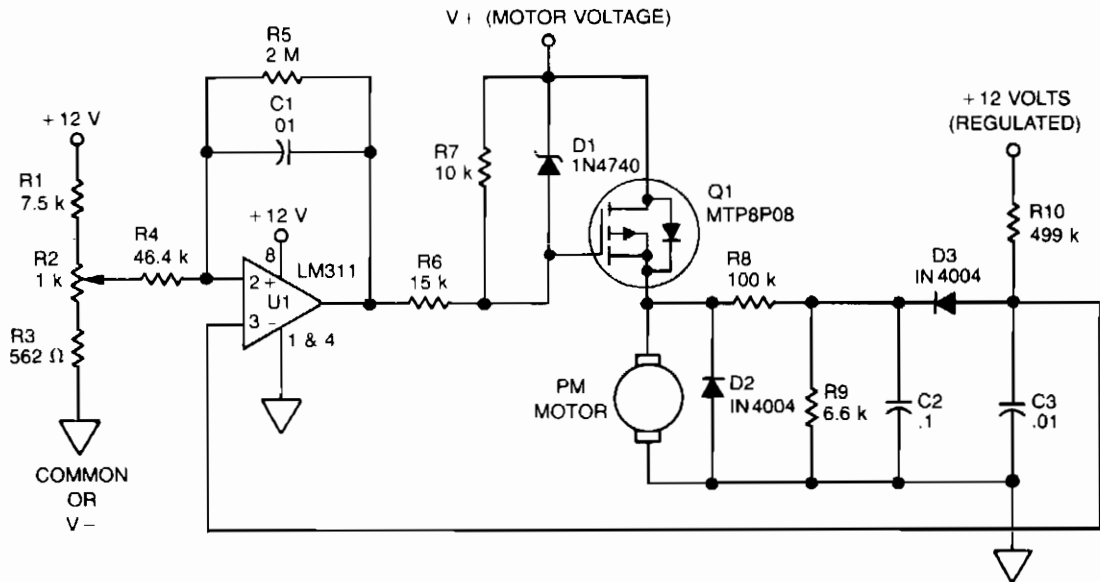 V+ (MOTOR VOLTAGE)
R5
2 M
C1
01
+12 V
+12 VOLTS
(REGULATED)
R7
10 k
D1
1N4740
R1
7.5 k
Q1
MTP8P08
+12 V
R10
499 k
R4
46.4 k
8
LM311
R2
1 k
2 +
U1
3 -
R6
15 k
R8
100 k
D3
IN 4004
1 & 4
R3
562 Ω
PM
MOTOR
D2
IN4004
R9
6.6 k
C2
.1
C3
.01
COMMON
OR
V-